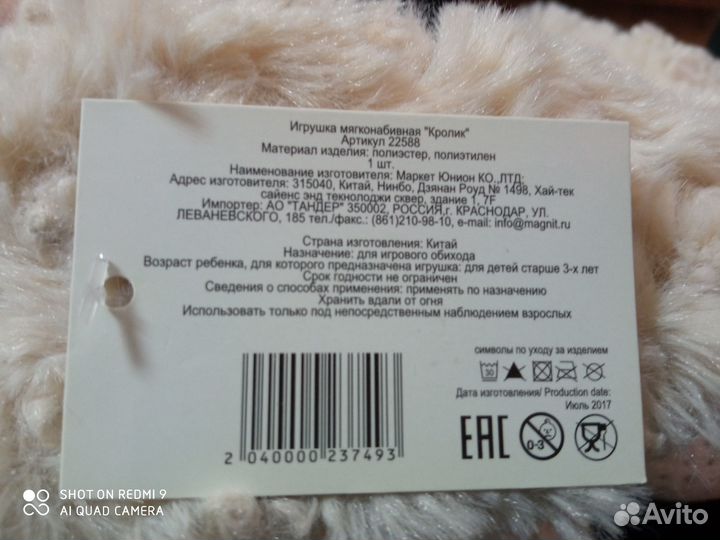 Игрушка мягконабивная "Кролик"
Артикул 22588
Материал изделия: полиэстер, полиэтилен
1 шт.
Наименование изготовителя: Маркет Юнион КО.,ЛТД:
Адрес изготовителя: 315040, Китай, Нинбо, Дзянан Роуд № 1498, Хай-тек
сайенс энд текнолоджи сквер, здание 1, 7F
Импортер: АО "ТАНДЕР" 350002, РОССИЯ,г. КРАСНОДАР, УЛ.
ЛЕВАНЕВСКОГО, 185 тел./факс.: (861)210-98-10, e-mail: info@magnit.ru
Страна изготовления: Китай
Назначение: для игрового обихода
Возраст ребенка, для которого предназначена игрушка: для детей старше 3-х лет
Срок годности не ограничен
Сведения о способах применения: применять по назначению
Хранить вдали от огня
Использовать только под непосредственным наблюдением взрослых
символы по уходу за изделием
30
Дата изготовления/ Production date:
Июль 2017
EAC
0-3
2 040000 237493
SHOT ON REDMI 9
AI QUAD CAMERA
Avito